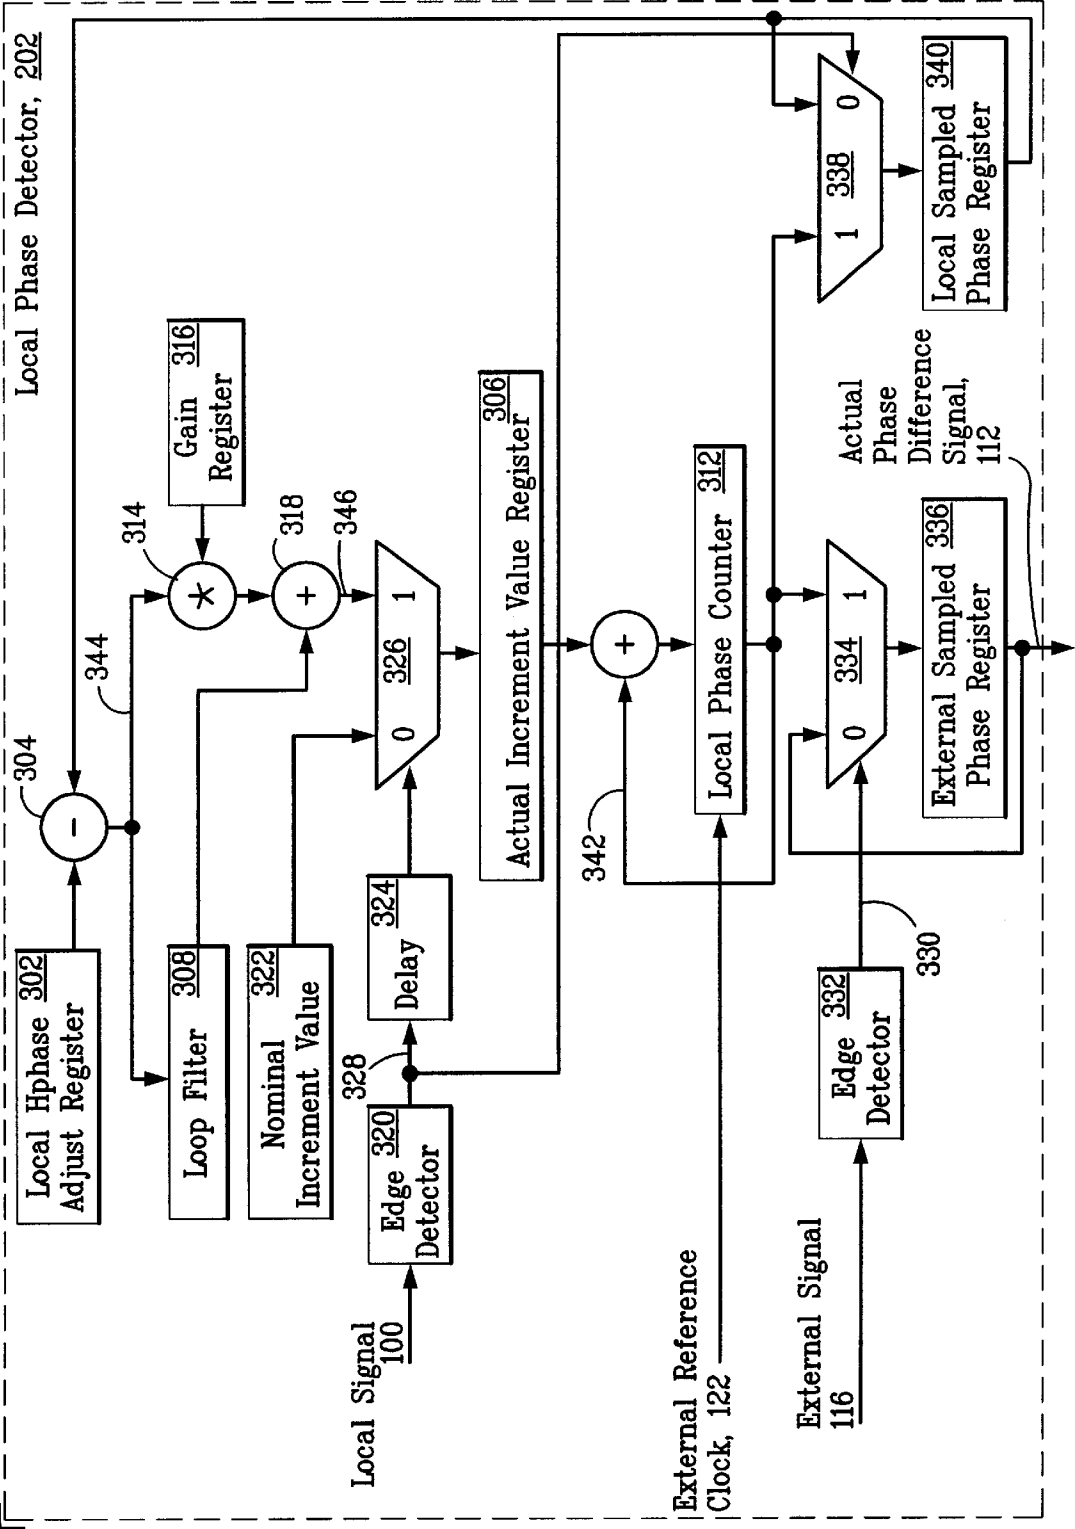 Local Phase Detector, 202
304
344
314
Local Hphase 302
Adjust Register
Gain 316
Register
Loop Filter 308
318
346
Nominal 322
Increment Value
0 326 1
328
Delay 324
Edge 320
Detector
Local Signal
100
Actual Increment Value Register 306
342
Local Phase Counter 312
External Reference
Clock, 122
1 338 0
Local Sampled 340
Phase Register
0 334 1
330
Edge 332
Detector
External Signal
116
External Sampled 336
Phase Register
Actual
Phase
Difference
Signal,
112
-
*
+
+